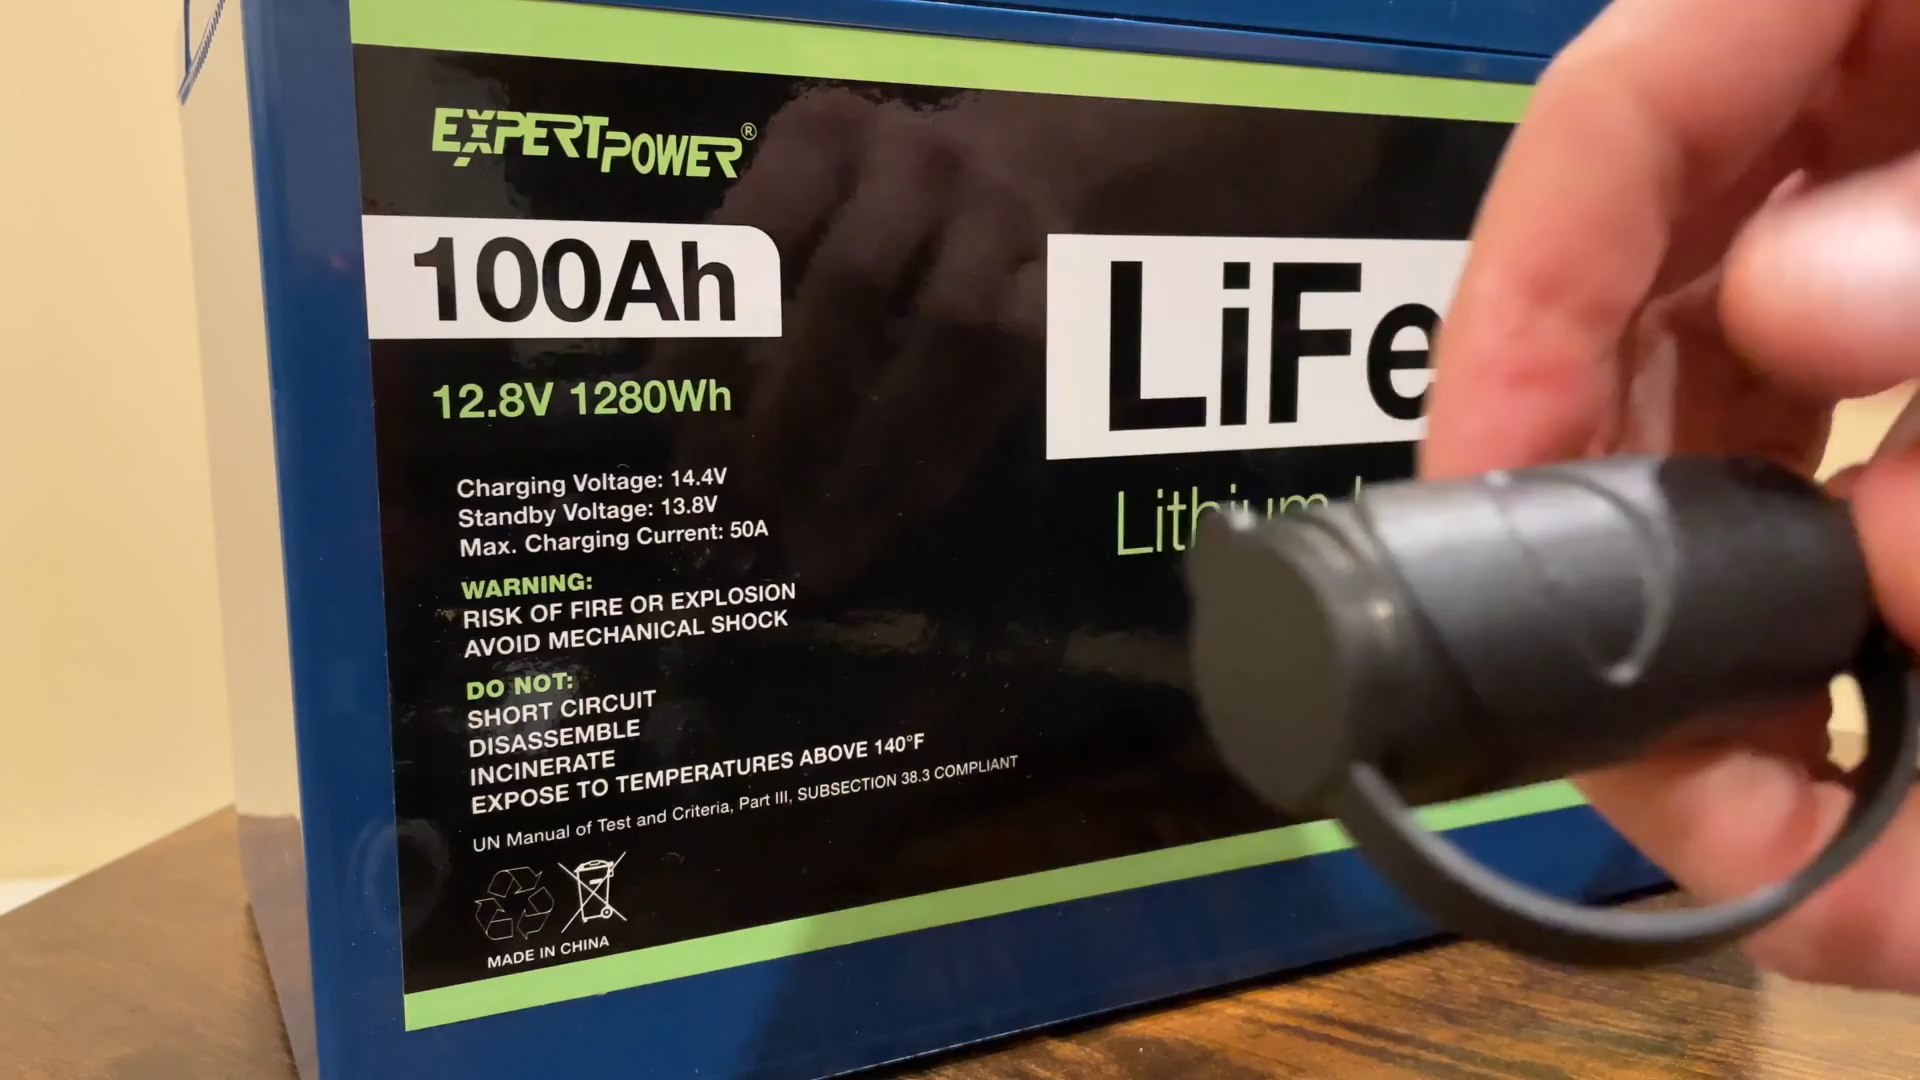 EXPERTPOWER®
100Ah
12.8V 1280Wh
Charging Voltage: 14.4V
Standby Voltage: 13.8V
Max. Charging Current: 50A
WARNING:
RISK OF FIRE OR EXPLOSION
AVOID MECHANICAL SHOCK
DO NOT:
SHORT CIRCUIT
DISASSEMBLE
INCINERATE
EXPOSE TO TEMPERATURES ABOVE 140°F
UN Manual of Test and Criteria, Part III, SUBSECTION 38.3 COMPLIANT
MADE IN CHINA
LiFe
Lithium